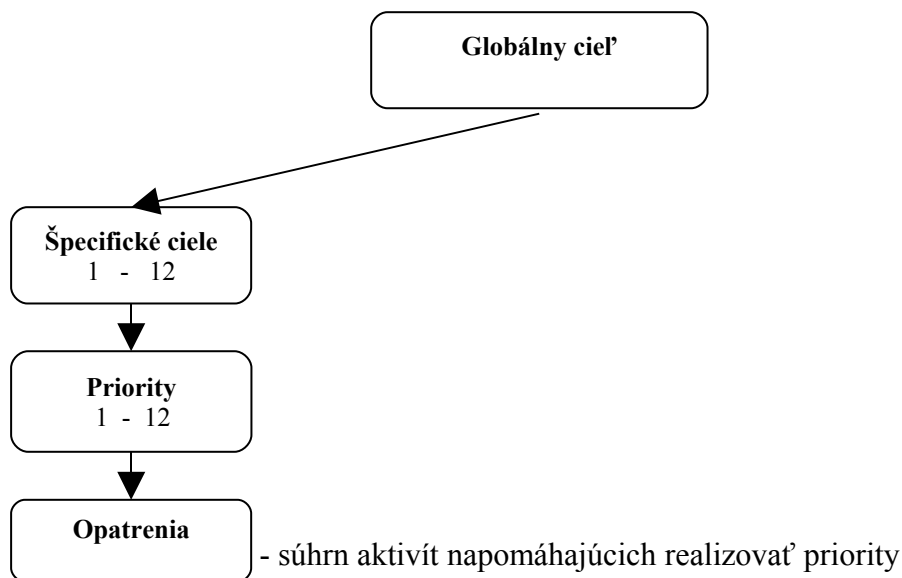 Globálny cieľ
Špecifické ciele
1 - 12
Priority
1 - 12
Opatrenia
- súhrn aktivít napomáhajúcich realizovať priority